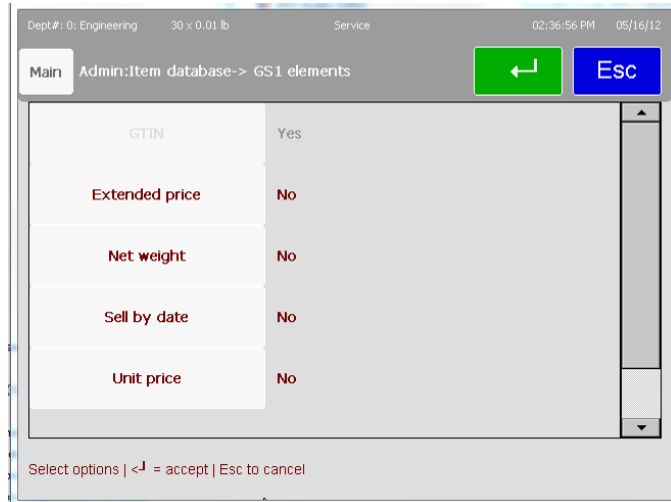 Dept#: 0: Engineering 30 x 0.01 lb Service 02:36:56 PM 05/16/12
Main Admin:Item database-> GS1 elements Esc
GTIN Yes
Extended price No
Net weight No
Sell by date No
Unit price No
Select options | <┘ = accept | Esc to cancel